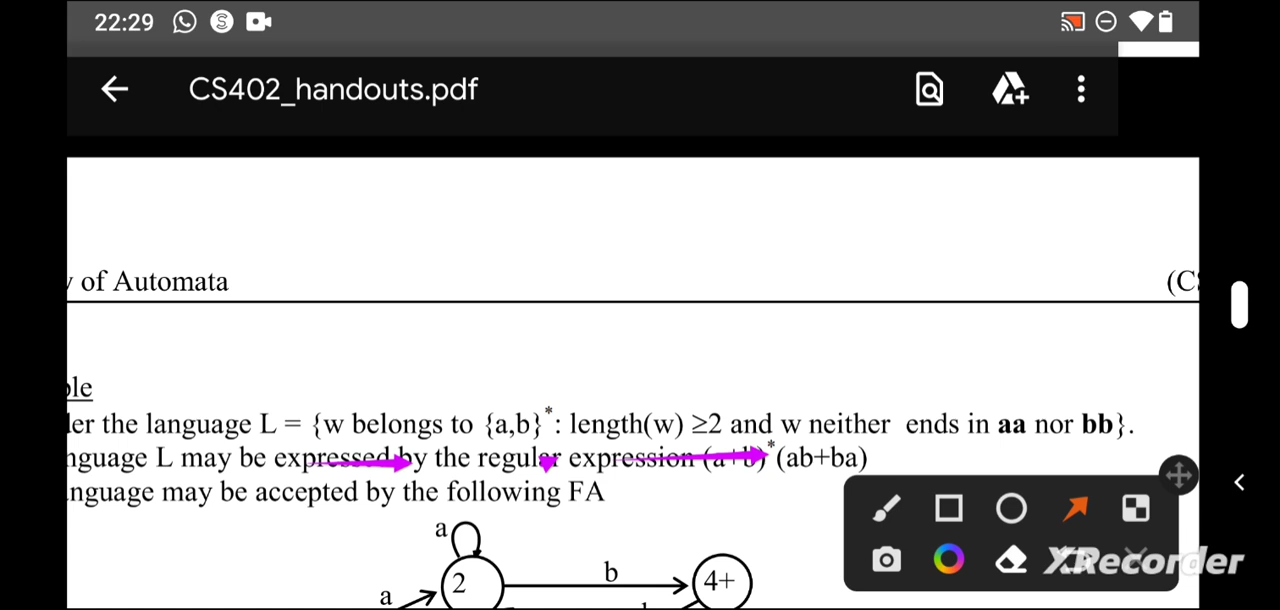 22:29
CS402_handouts.pdf
of Automata
(CS
der the language L = {w belongs to {a,b}*: length(w) ≥2 and w neither ends in aa nor bb}.
nguage L may be expressed by the regular expression (a+b)*(ab+ba)
nguage may be accepted by the following FA
a
2
b
4+
a
XRecorder